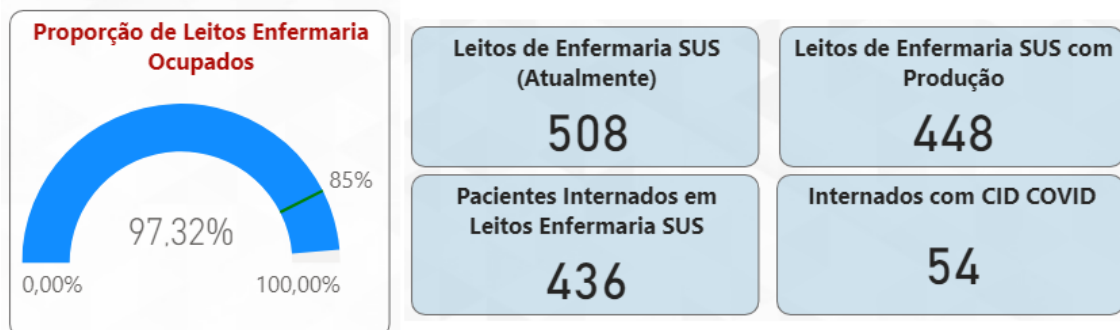 Proporção de Leitos Enfermaria
Ocupados
85%
97,32%
0,00%
100,00%
Leitos de Enfermaria SUS
(Atualmente)
508
Leitos de Enfermaria SUS com
Produção
448
Pacientes Internados em
Leitos Enfermaria SUS
436
Internados com CID COVID
54